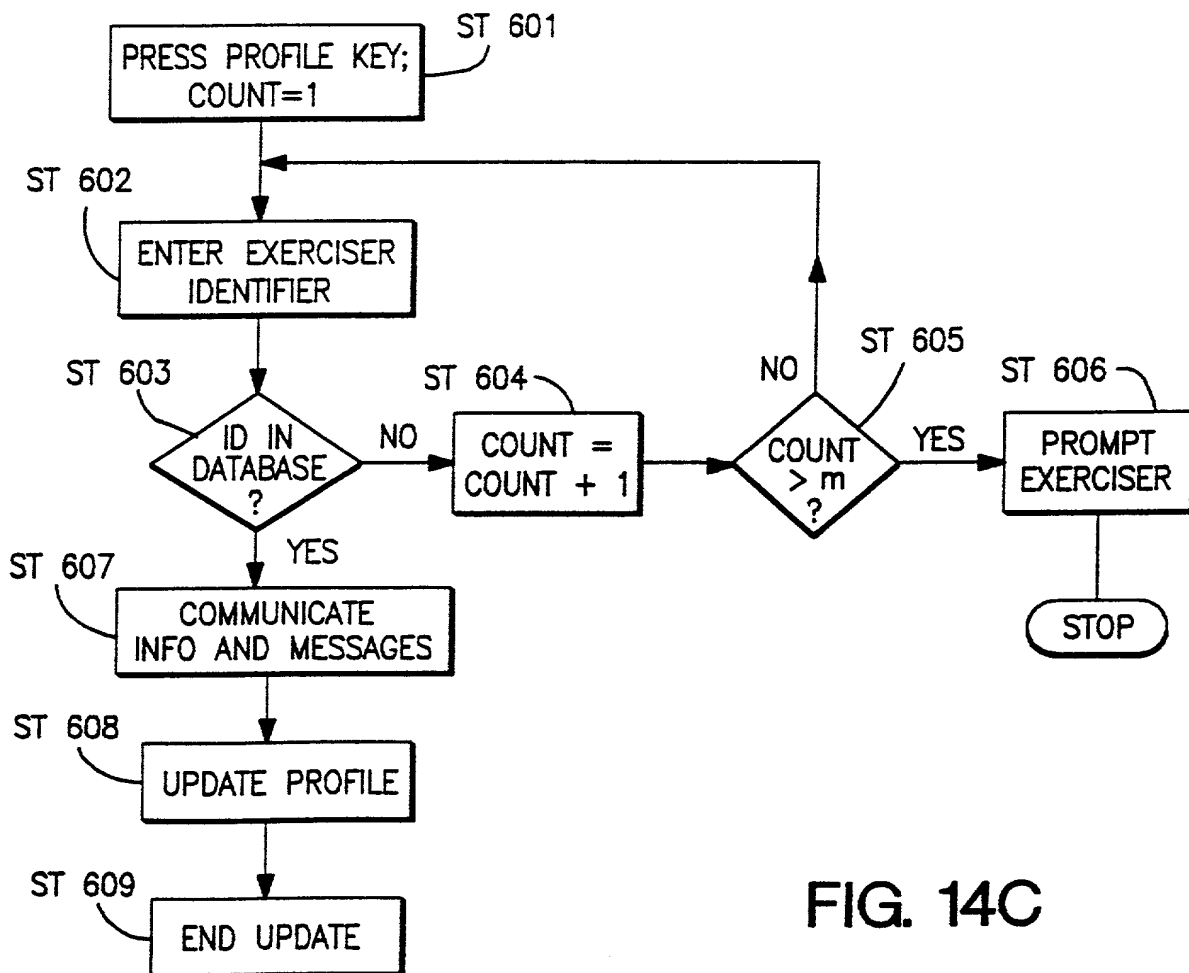 ST 601
PRESS PROFILE KEY;
COUNT=1
ST 602
ENTER EXERCISER
IDENTIFIER
ST 603
ID IN
DATABASE
?
NO
YES
ST 604
COUNT =
COUNT + 1
ST 605
COUNT
> m
?
NO
YES
ST 606
PROMPT
EXERCISER
STOP
ST 607
COMMUNICATE
INFO AND MESSAGES
ST 608
UPDATE PROFILE
ST 609
END UPDATE
FIG. 14C